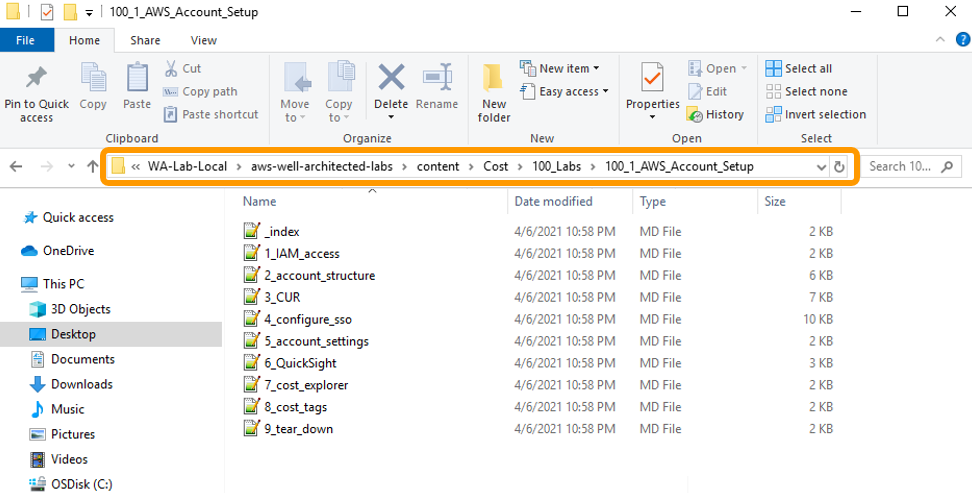 100_1_AWS_Account_Setup
File Home Share View
Pin to Quick access
Copy
Paste
Cut
Copy path
Paste shortcut
Clipboard
Move to
Copy to
Delete
Rename
Organize
New folder
New item
Easy access
New
Properties
Open
Edit
History
Open
Select all
Select none
Invert selection
Select
« WA-Lab-Local > aws-well-architected-labs > content > Cost > 100_Labs > 100_1_AWS_Account_Setup
Search 10...
Quick access
OneDrive
This PC
3D Objects
Desktop
Documents
Downloads
Music
Pictures
Videos
OSDisk (C:)
Name Date modified Type Size
_index 4/6/2021 10:58 PM MD File 2 KB
1_IAM_access 4/6/2021 10:58 PM MD File 2 KB
2_account_structure 4/6/2021 10:58 PM MD File 6 KB
3_CUR 4/6/2021 10:58 PM MD File 7 KB
4_configure_sso 4/6/2021 10:58 PM MD File 10 KB
5_account_settings 4/6/2021 10:58 PM MD File 2 KB
6_QuickSight 4/6/2021 10:58 PM MD File 3 KB
7_cost_explorer 4/6/2021 10:58 PM MD File 2 KB
8_cost_tags 4/6/2021 10:58 PM MD File 2 KB
9_tear_down 4/6/2021 10:58 PM MD File 2 KB